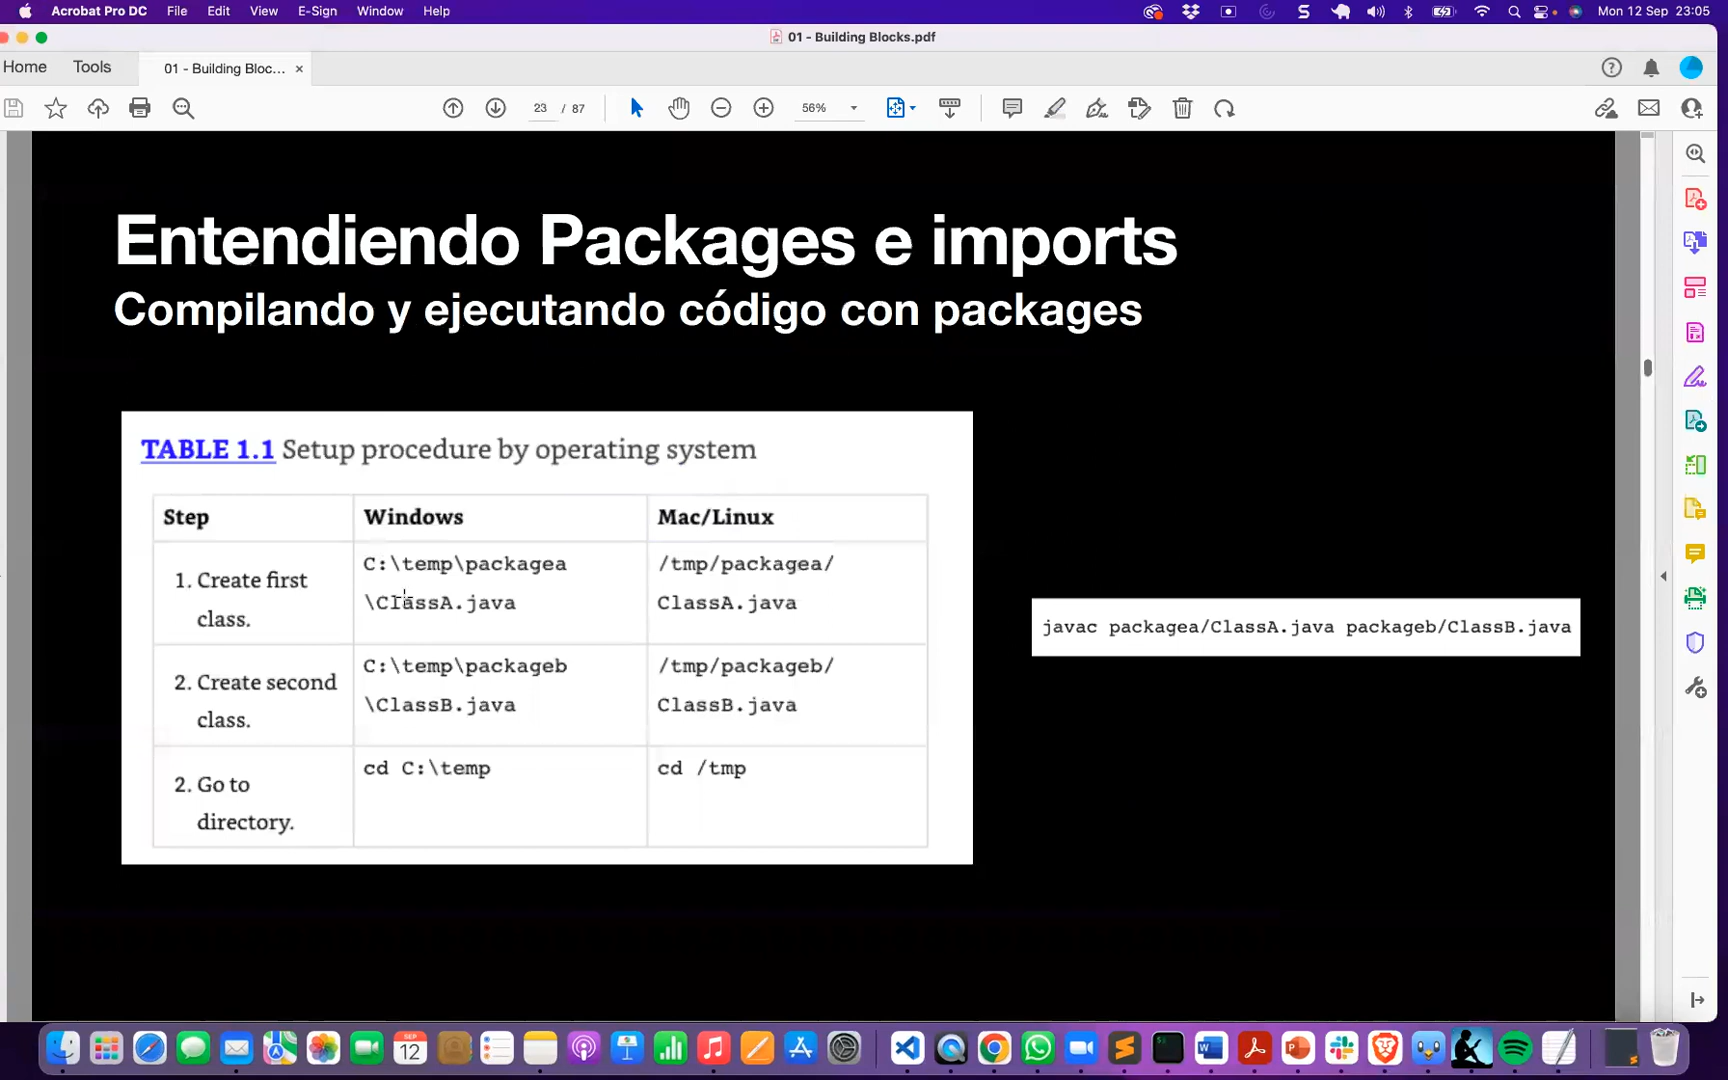 Acrobat Pro DC File Edit View E-Sign Window Help
Mon 12 Sep 23:05
01 - Building Blocks.pdf
Home Tools 01 - Building Bloc... ×
23 / 87
56%
Entendiendo Packages e imports
Compilando y ejecutando código con packages
TABLE 1.1 Setup procedure by operating system
Step Windows Mac/Linux
1. Create first class.
C:\temp\packagea
\ClassA.java
/tmp/packagea/
ClassA.java
2. Create second class.
C:\temp\packageb
\ClassB.java
/tmp/packageb/
ClassB.java
2. Go to directory.
cd C:\temp
cd /tmp
javac packagea/ClassA.java packageb/ClassB.java
SEP
12